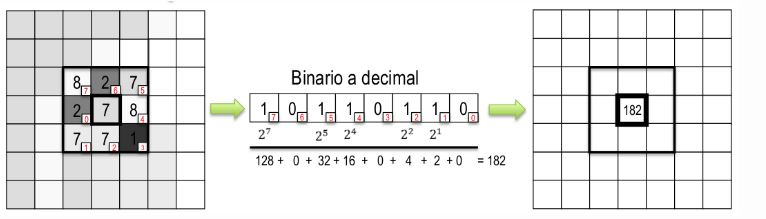 Binario a decimal
8 7 2 6 7 5
2 0 7 8 4
7 1 7 2 1 3
1 7 0 6 1 5 1 4 0 3 1 2 1 1 0 0
2⁷ 2⁵ 2⁴ 2² 2¹
128 + 0 + 32 + 16 + 0 + 4 + 2 + 0 = 182
182